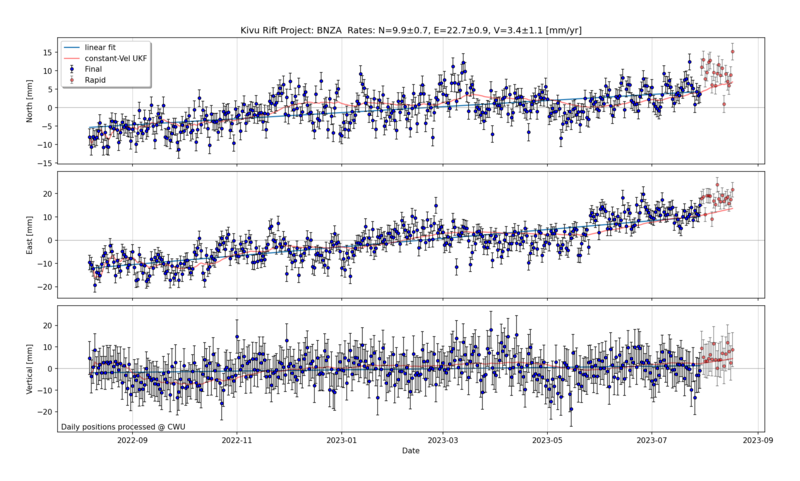 Kivu Rift Project: BNZA  Rates: N=9.9±0.7, E=22.7±0.9, V=3.4±1.1 [mm/yr]
linear fit
constant-Vel UKF
Final
Rapid
North [mm]
15
10
5
0
−5
−10
−15
East [mm]
20
10
0
−10
−20
Vertical [mm]
20
10
0
−10
−20
Daily positions processed @ CWU
2022-09
2022-11
2023-01
2023-03
2023-05
2023-07
2023-09
Date